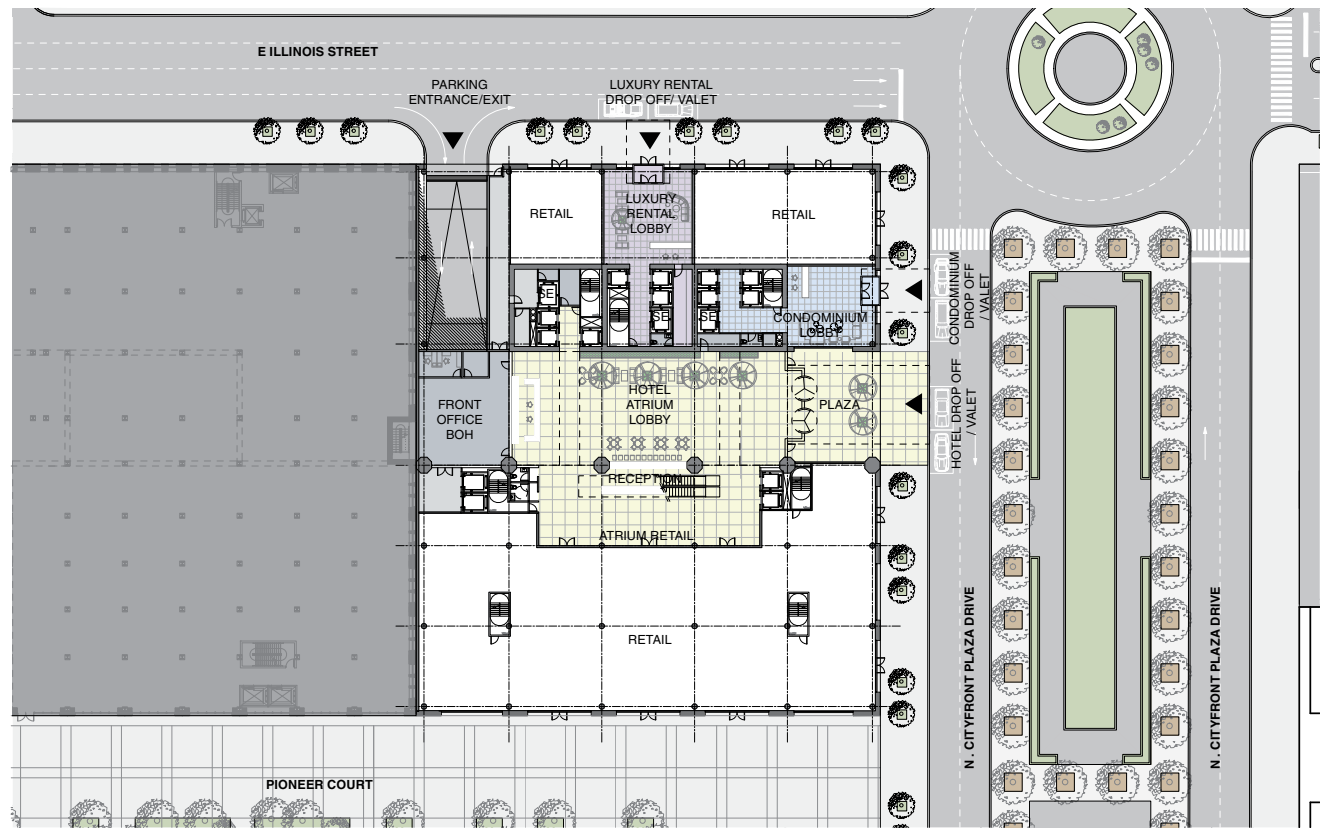 E ILLINOIS STREET
PARKING
ENTRANCE/EXIT
LUXURY RENTAL
DROP OFF/ VALET
RETAIL
LUXURY
RENTAL
LOBBY
RETAIL
SE
SE
SE
CONDOMINIUM
LOBBY
CONDOMINIUM
DROP OFF
/ VALET
HOTEL
ATRIUM
LOBBY
PLAZA
HOTEL DROP OFF
/ VALET
FRONT
OFFICE
BOH
RECEPTION
ATRIUM RETAIL
RETAIL
N. CITYFRONT PLAZA DRIVE
N. CITYFRONT PLAZA DRIVE
PIONEER COURT